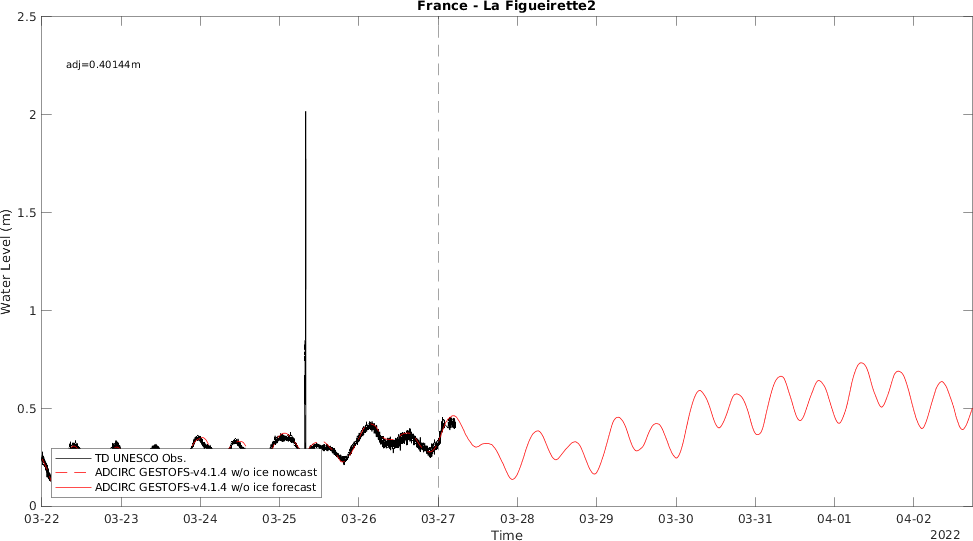 France - La Figueirette2
2.5
adj=0.40144m
2
1.5
Water Level (m)
1
0.5
TD UNESCO Obs.
ADCIRC GESTOFS-v4.1.4 w/o ice nowcast
ADCIRC GESTOFS-v4.1.4 w/o ice forecast
0
03-22 03-23 03-24 03-25 03-26 03-27 03-28 03-29 03-30 03-31 04-01 04-02
Time
2022